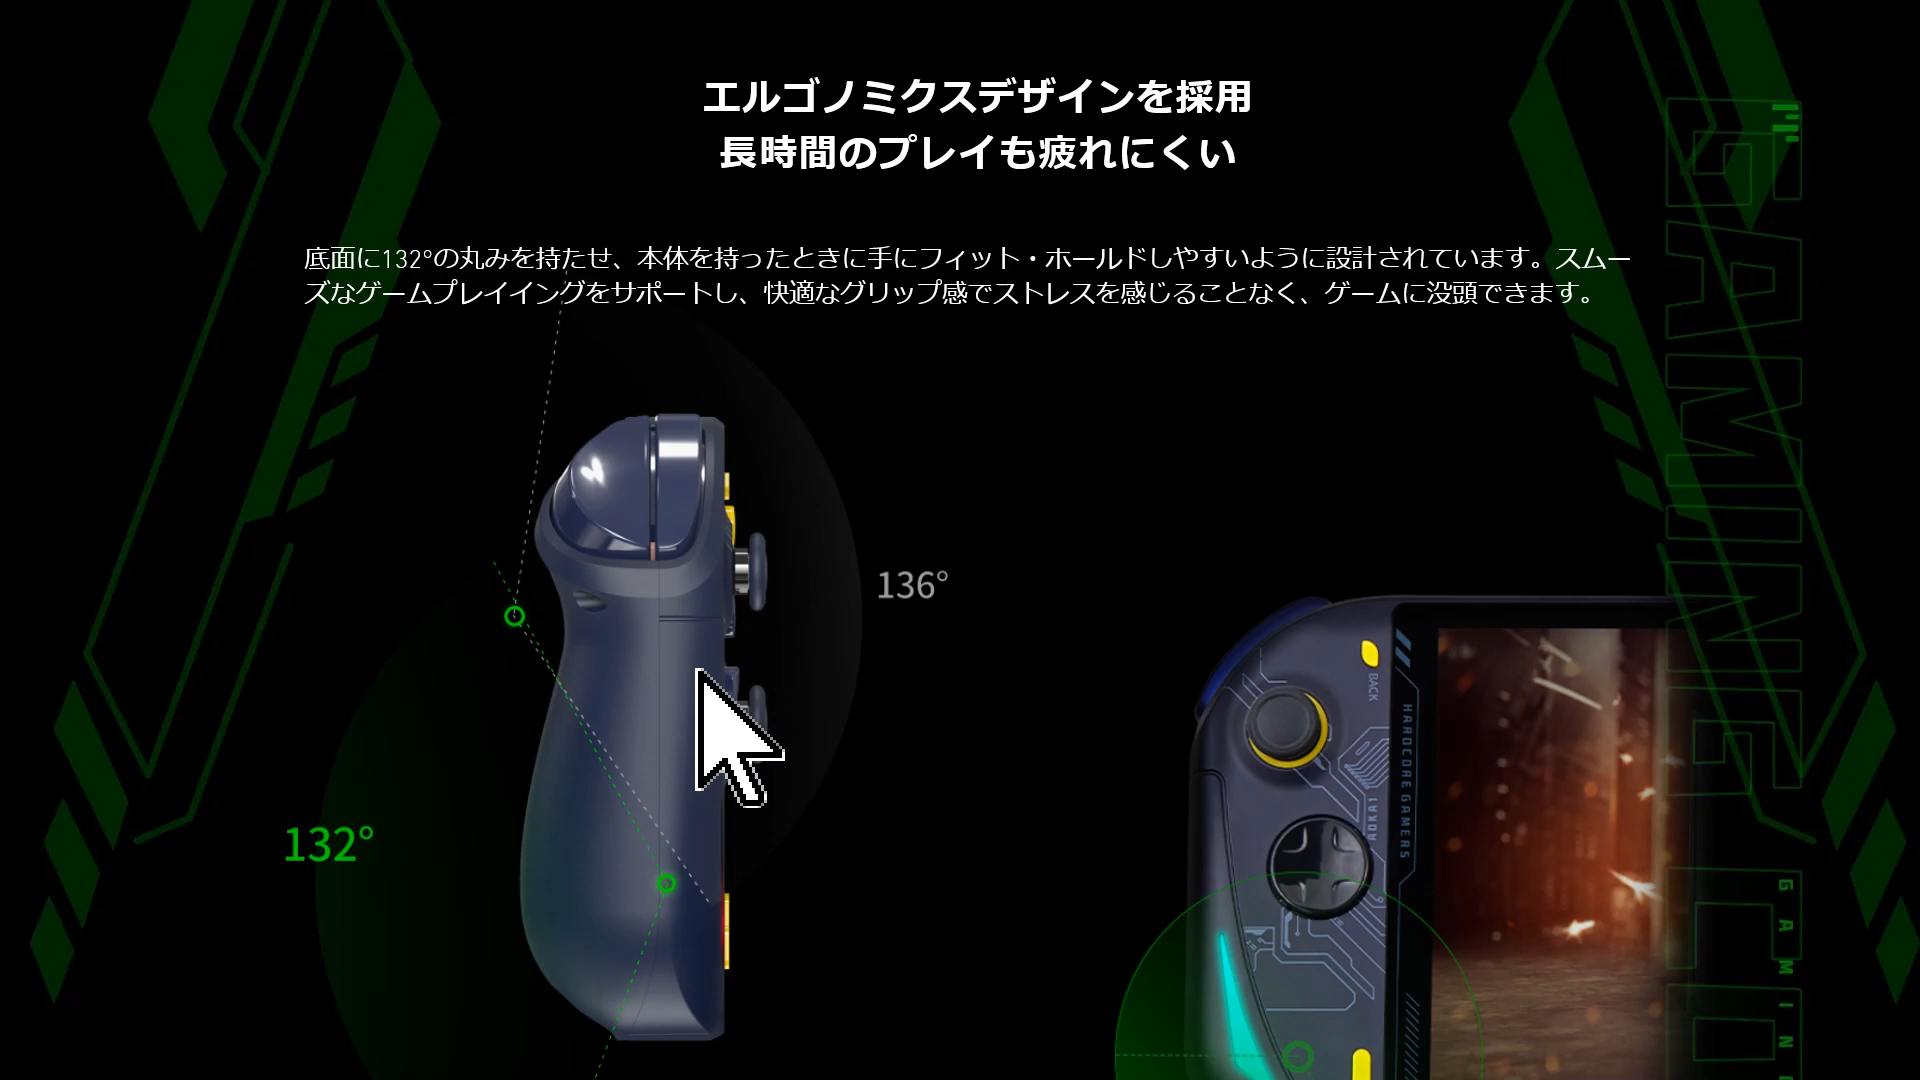 エルゴノミクスデザインを採用
長時間のプレイも疲れにくい
底面に132°の丸みを持たせ、本体を持ったときに手にフィット・ホールドしやすいように設計されています。スムー
ズなゲームプレイイングをサポートし、快適なグリップ感でストレスを感じることなく、ゲームに没頭できます。
136°
132°
BACK
HARDCORE GAMERS
AOKZI
GAMING
GAMIN